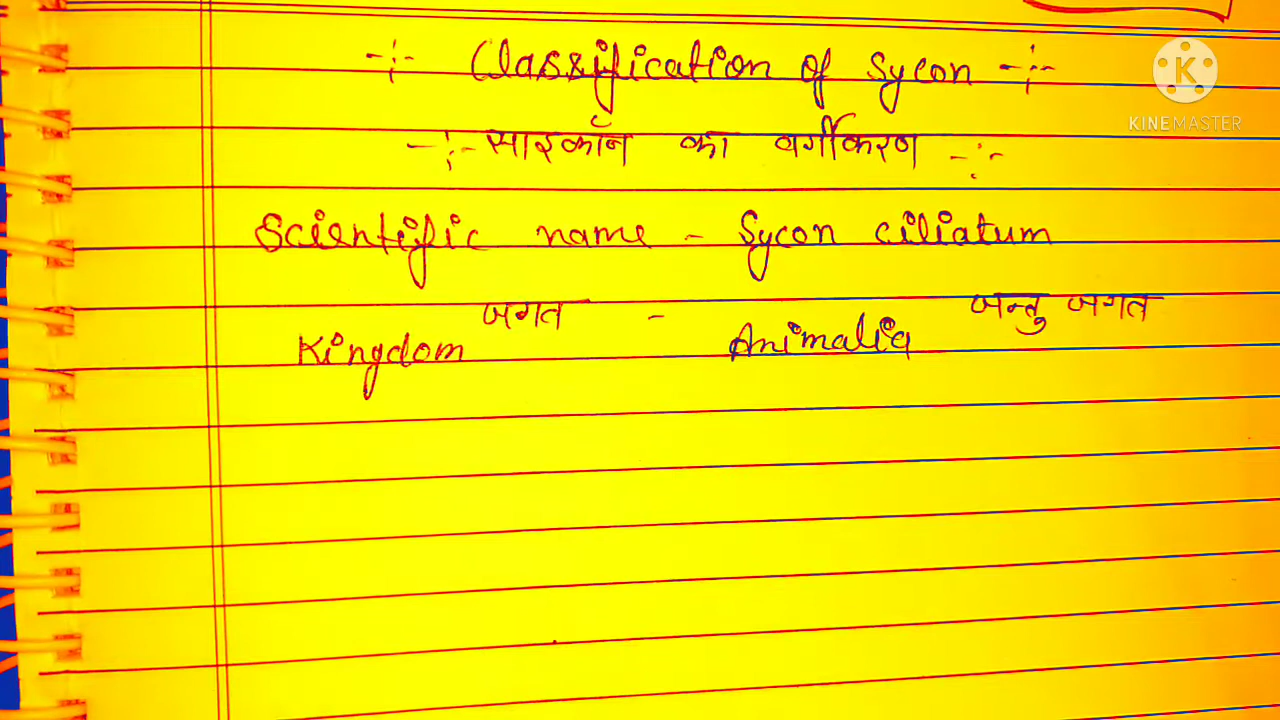 -:- Classification of Sycon -:-
-:- साइकॉन का वर्गीकरण -:-
Scientific name - Sycon ciliatum
जगत - जन्तु जगत
Kingdom Animalia
KINEMASTER